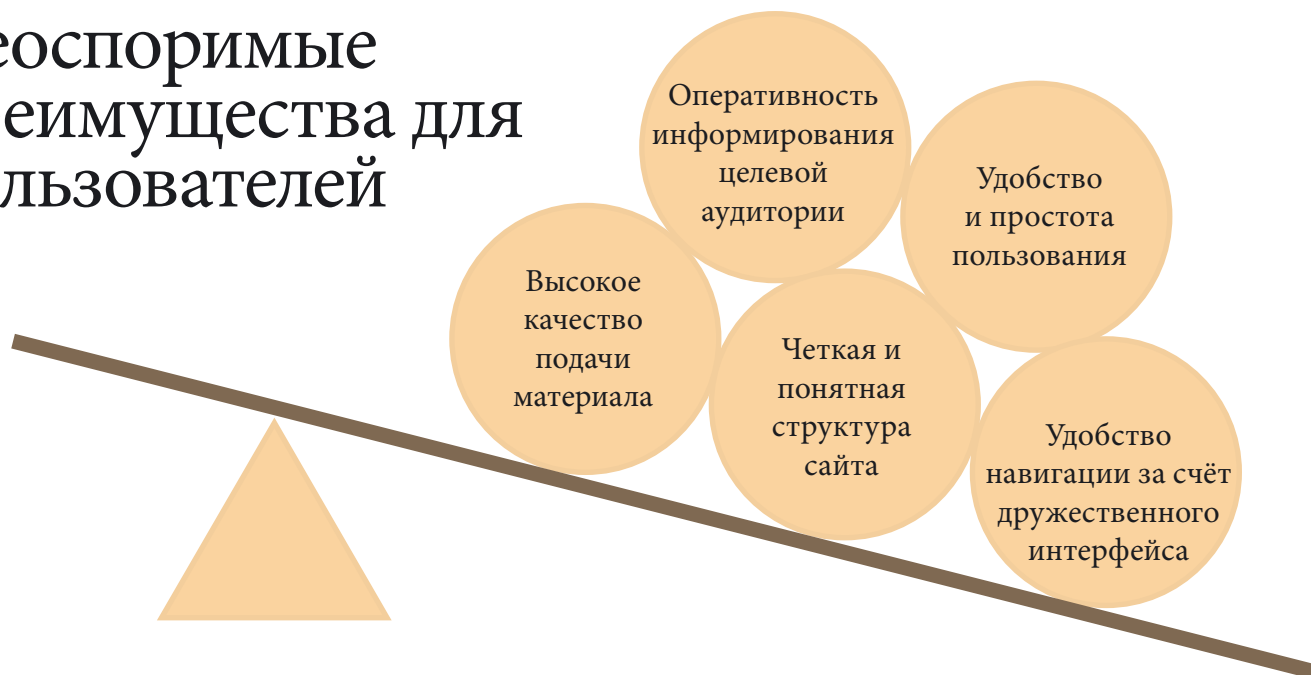 еоспоримые
еимущества для
льзователей
Оперативность
информирования
целевой
аудитории
Удобство
и простота
пользования
Высокое
качество
подачи
материала
Четкая и
понятная
структура
сайта
Удобство
навигации за счёт
дружественного
интерфейса